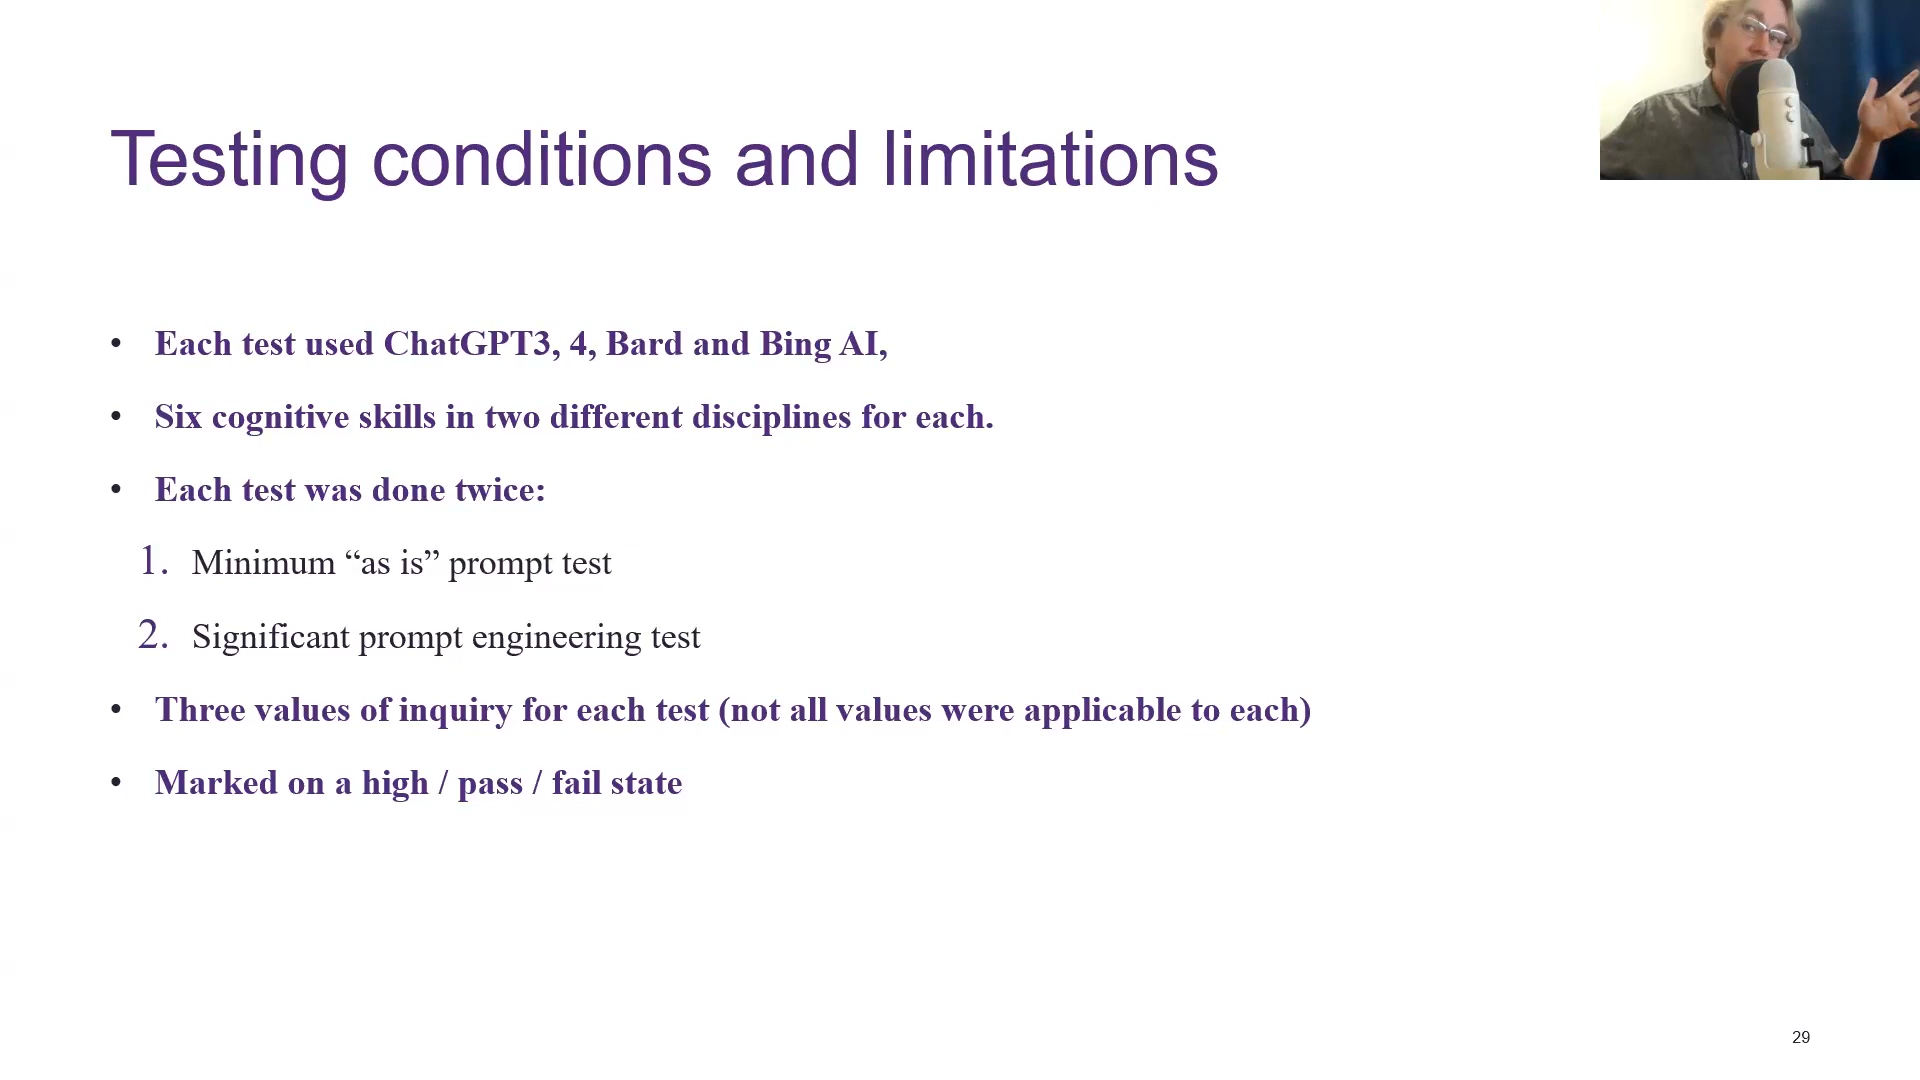 Testing conditions and limitations
• Each test used ChatGPT3, 4, Bard and Bing AI,
• Six cognitive skills in two different disciplines for each.
• Each test was done twice:
1. Minimum “as is” prompt test
2. Significant prompt engineering test
• Three values of inquiry for each test (not all values were applicable to each)
• Marked on a high / pass / fail state
29